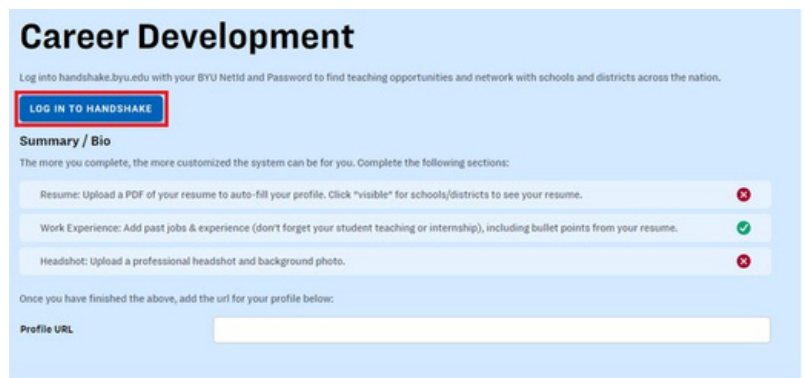 Career Development
Log into handshake.byu.edu with your BYU NetId and Password to find teaching opportunities and network with schools and districts across the nation.
LOG IN TO HANDSHAKE
Summary / Bio
The more you complete, the more customized the system can be for you. Complete the following sections:
Resume: Upload a PDF of your resume to auto-fill your profile. Click "visible" for schools/districts to see your resume.
Work Experience: Add past jobs & experience (don't forget your student teaching or internship), including bullet points from your resume.
Headshot: Upload a professional headshot and background photo.
Once you have finished the above, add the url for your profile below:
Profile URL